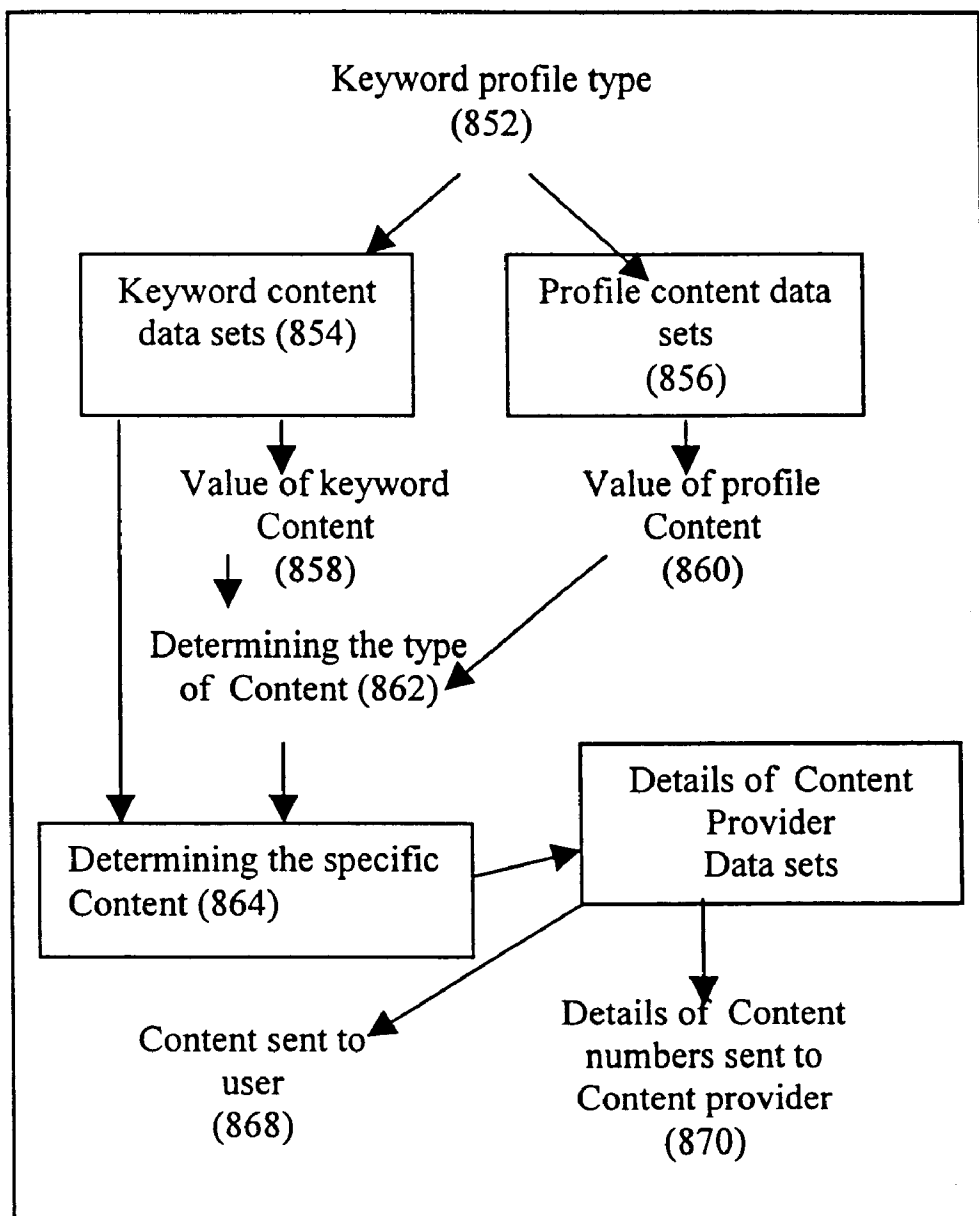 Keyword profile type
(852)
Keyword content
data sets (854)
Profile content data
sets
(856)
Value of keyword
Content
(858)
Value of profile
Content
(860)
Determining the type
of Content (862)
Determining the specific
Content (864)
Details of Content
Provider
Data sets
Content sent to
user
(868)
Details of Content
numbers sent to
Content provider
(870)